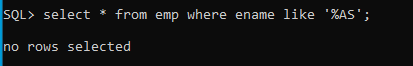 SQL> select * from emp where ename like '%AS';
no rows selected